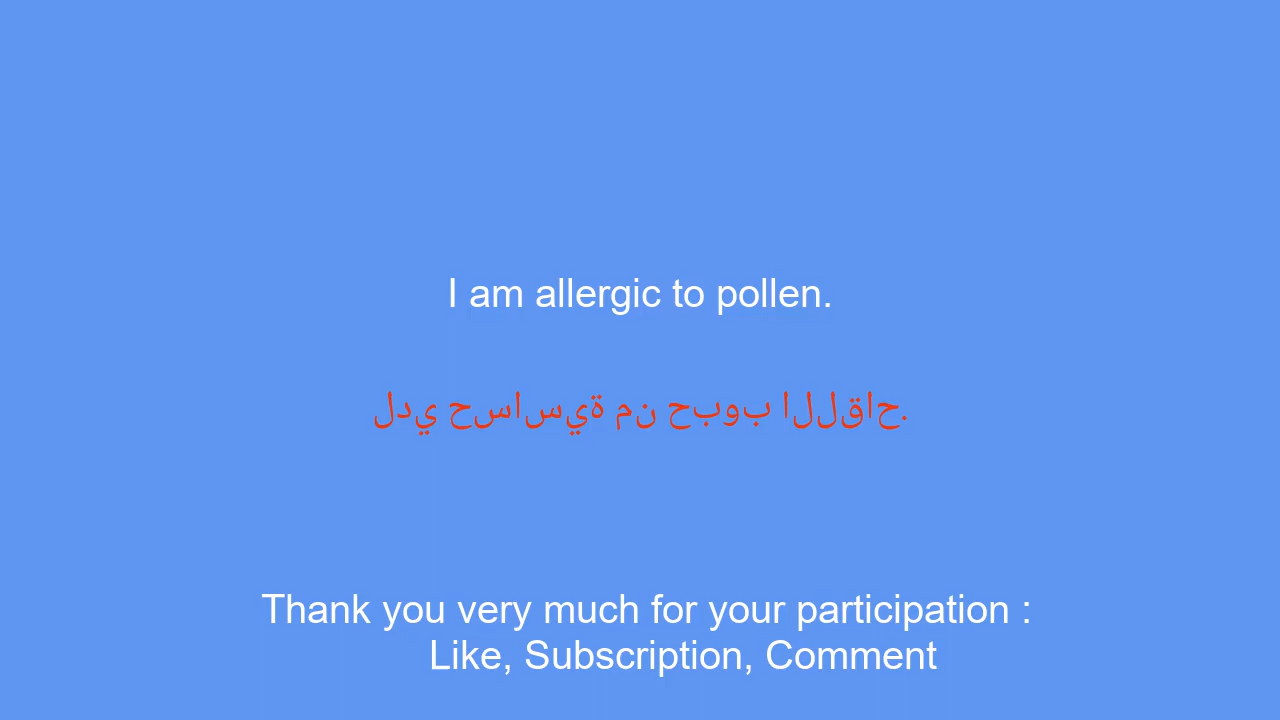 I am allergic to pollen.
لدي حساسية من حبوب اللقاح.
Thank you very much for your participation :
Like, Subscription, Comment